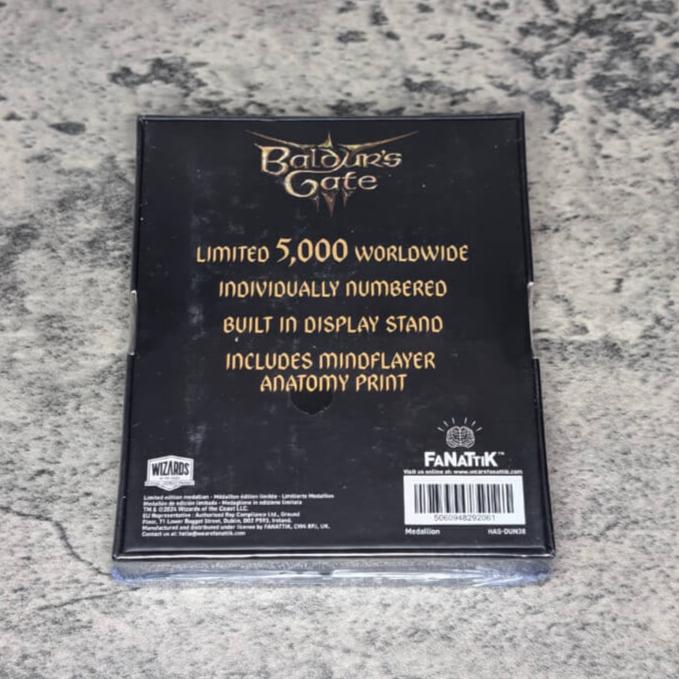 Baldur's
Gate
LIMITED 5,000 WORLDWIDE
INDIVIDUALLY NUMBERED
BUILT IN DISPLAY STAND
INCLUDES MINDFLAYER
ANATOMY PRINT
WIZARDS
FANATTIK™
Visit us online at: www.wearefanattik.com
Limited edition medallion - Médaillon édition limitée - Limitierte Medaillon
Medallón de edición limitada - Medaglione in edizione limitata
TM & ©2024 Wizards of the Coast LLC.
EU Representative : Authorised Rep Compliance Ltd., Ground
Floor, 71 Lower Baggot Street, Dublin, D02 P593, Ireland.
Manufactured and distributed under license by FANATTIK, CW4 8FJ, UK.
Contact us at: hello@wearefanattik.com
5060948292061
Medallion HAS-DUN38